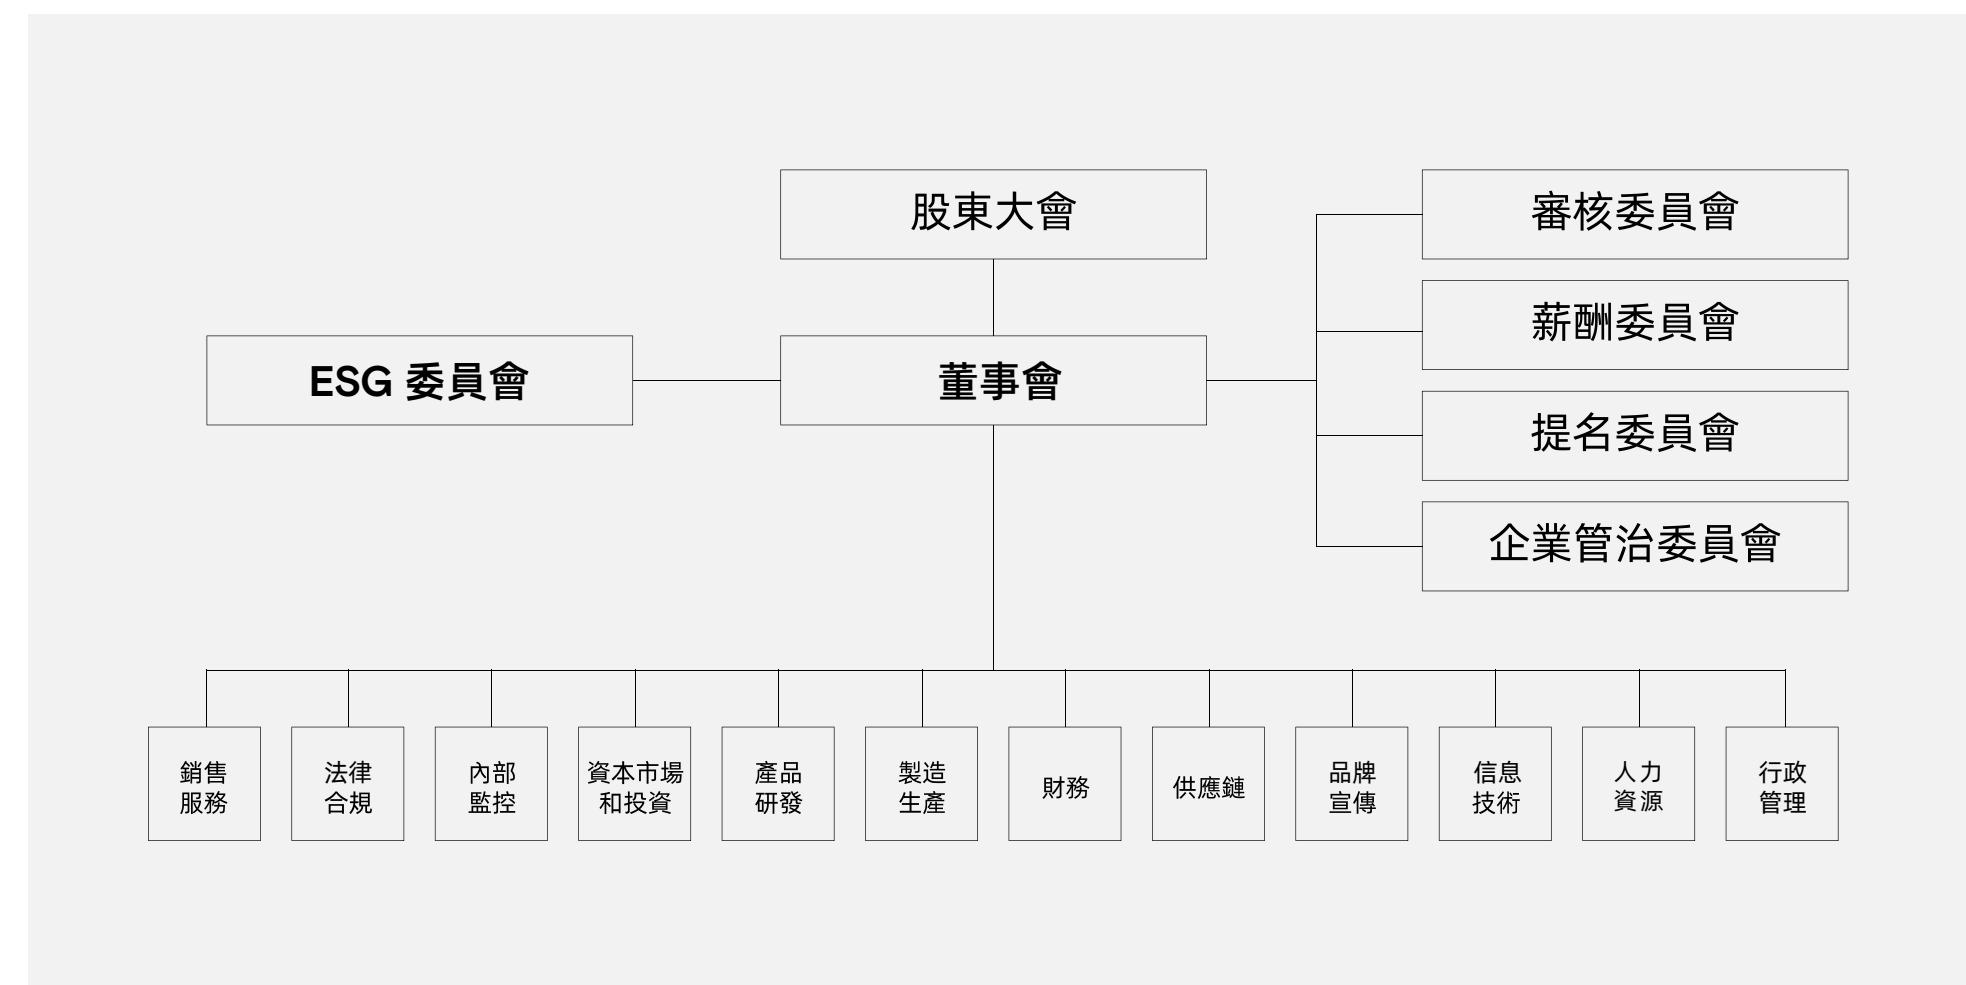 股東大會
審核委員會
薪酬委員會
ESG 委員會
董事會
提名委員會
企業管治委員會
銷售
服務
法律
合規
內部
監控
資本市場
和投資
產品
研發
製造
生產
財務
供應鏈
品牌
宣傳
信息
技術
人力
資源
行政
管理